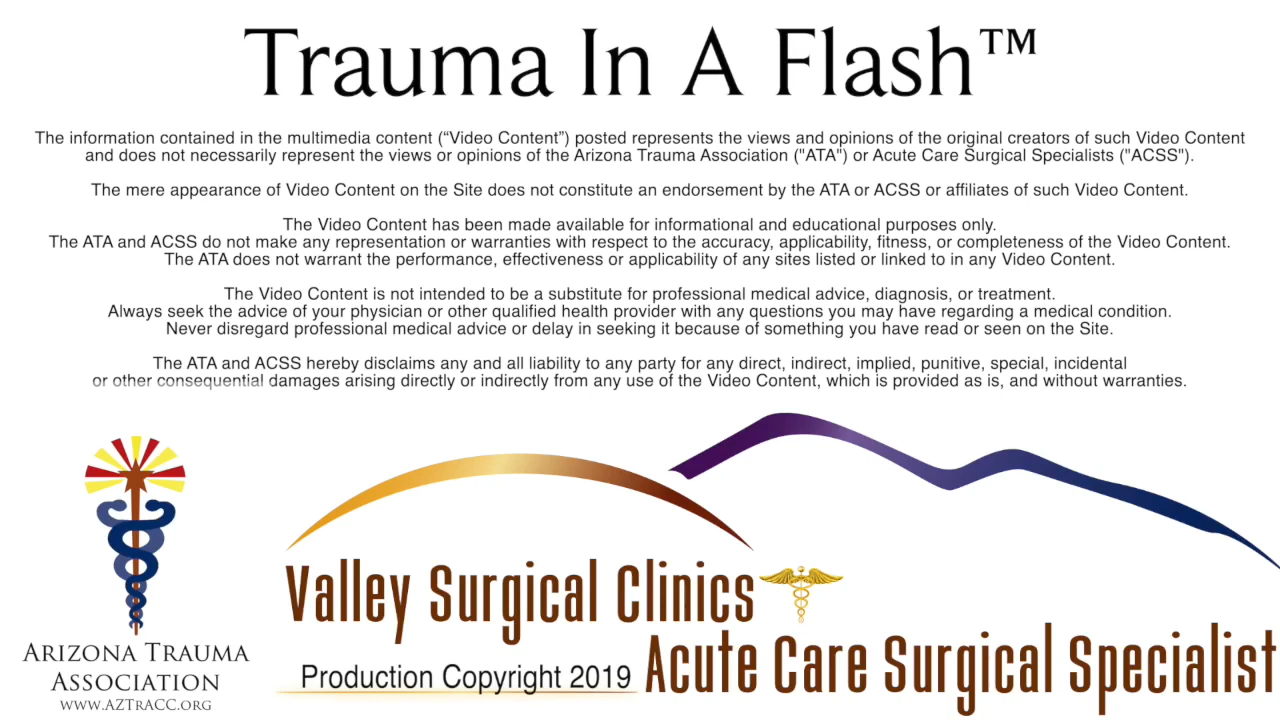 Trauma In A Flash™
The information contained in the multimedia content (“Video Content”) posted represents the views and opinions of the original creators of such Video Content
and does not necessarily represent the views or opinions of the Arizona Trauma Association ("ATA") or Acute Care Surgical Specialists ("ACSS").
The mere appearance of Video Content on the Site does not constitute an endorsement by the ATA or ACSS or affiliates of such Video Content.
The Video Content has been made available for informational and educational purposes only.
The ATA and ACSS do not make any representation or warranties with respect to the accuracy, applicability, fitness, or completeness of the Video Content.
The ATA does not warrant the performance, effectiveness or applicability of any sites listed or linked to in any Video Content.
The Video Content is not intended to be a substitute for professional medical advice, diagnosis, or treatment.
Always seek the advice of your physician or other qualified health provider with any questions you may have regarding a medical condition.
Never disregard professional medical advice or delay in seeking it because of something you have read or seen on the Site.
The ATA and ACSS hereby disclaims any and all liability to any party for any direct, indirect, implied, punitive, special, incidental
or other consequential damages arising directly or indirectly from any use of the Video Content, which is provided as is, and without warranties.
Valley Surgical Clinics
Acute Care Surgical Specialist
Production Copyright 2019
Arizona Trauma
Association
www.AZTracc.org